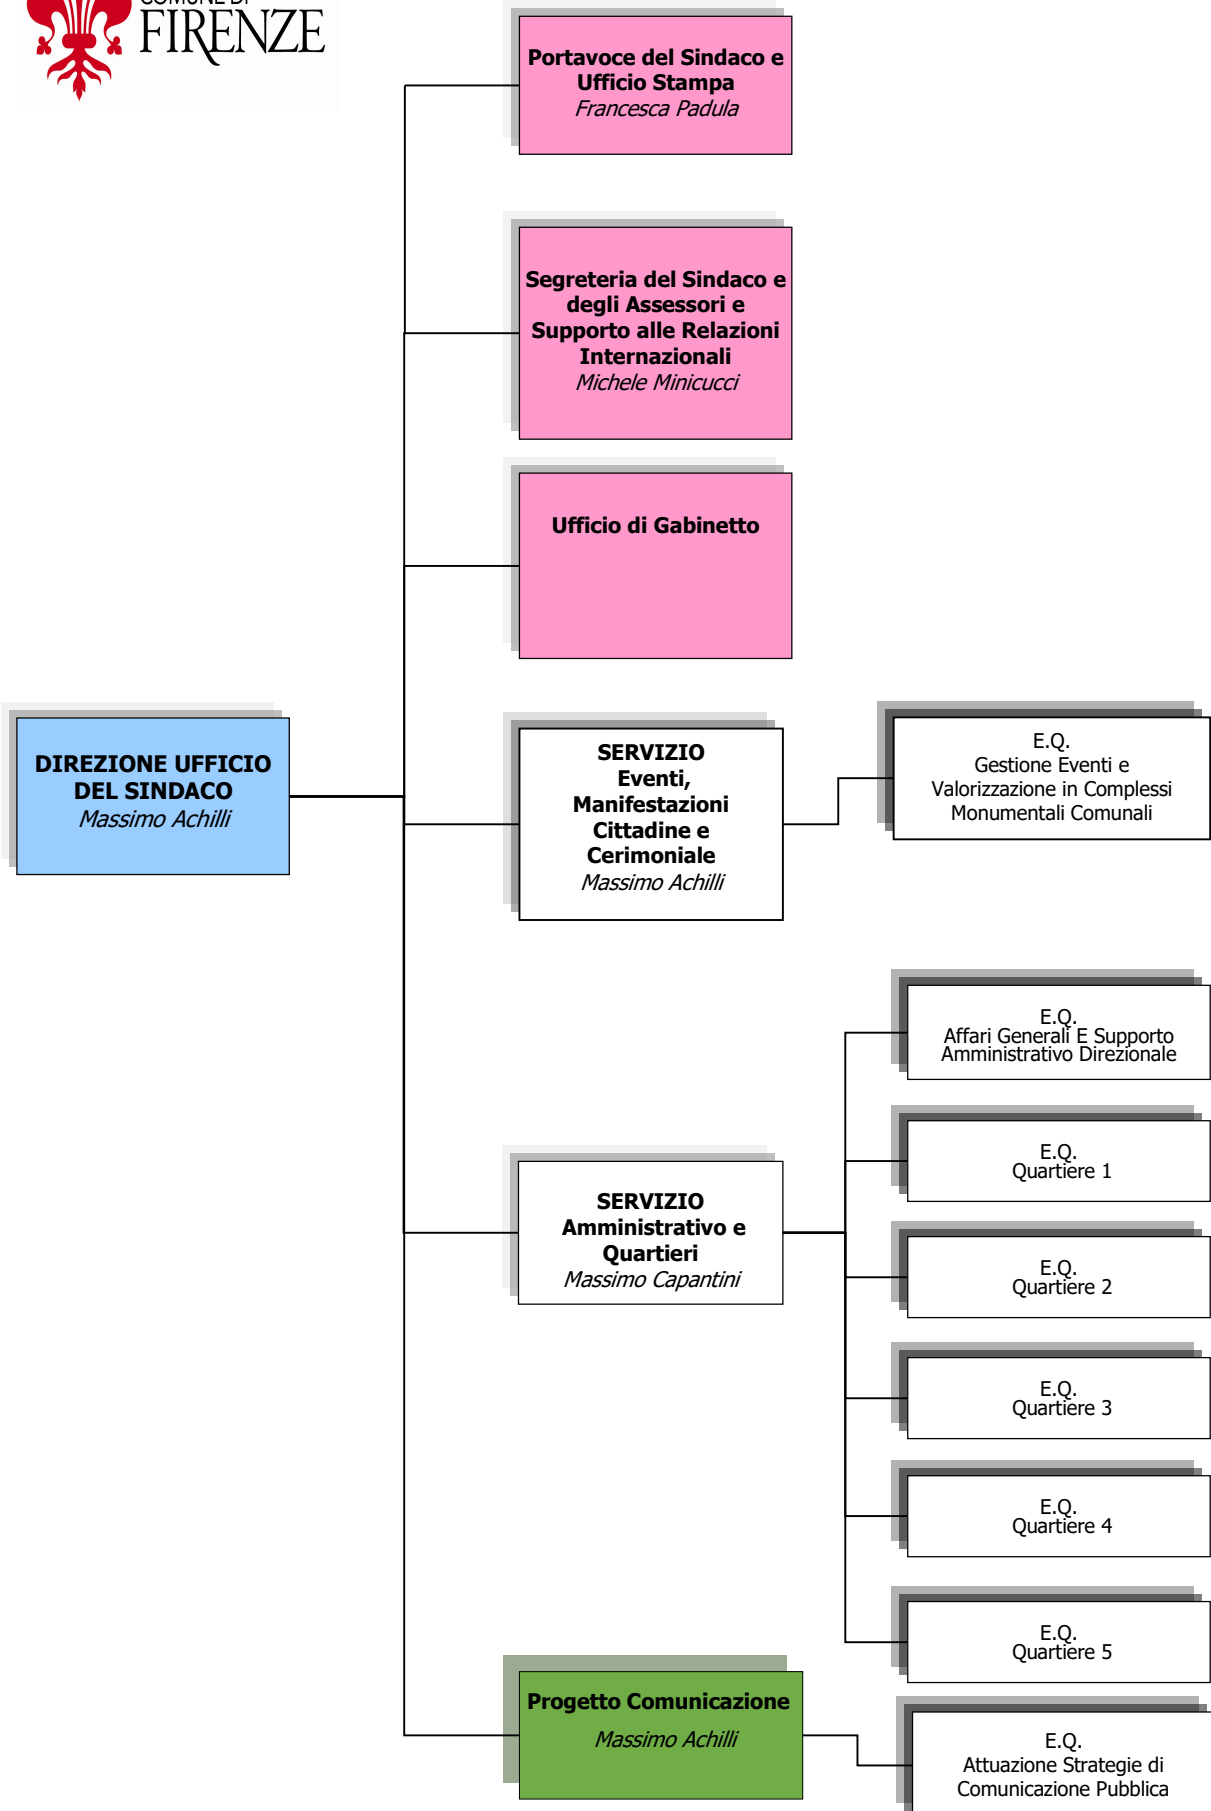 COMUNE DI
FIRENZE
Portavoce del Sindaco e
Ufficio Stampa
Francesca Padula
Segreteria del Sindaco e
degli Assessori e
Supporto alle Relazioni
Internazionali
Michele Minicucci
Ufficio di Gabinetto
DIREZIONE UFFICIO
DEL SINDACO
Massimo Achilli
SERVIZIO
Eventi,
Manifestazioni
Cittadine e
Cerimoniale
Massimo Achilli
E.Q.
Gestione Eventi e
Valorizzazione in Complessi
Monumentali Comunali
SERVIZIO
Amministrativo e
Quartieri
Massimo Capantini
E.Q.
Affari Generali E Supporto
Amministrativo Direzionale
E.Q.
Quartiere 1
E.Q.
Quartiere 2
E.Q.
Quartiere 3
E.Q.
Quartiere 4
E.Q.
Quartiere 5
Progetto Comunicazione
Massimo Achilli
E.Q.
Attuazione Strategie di
Comunicazione Pubblica